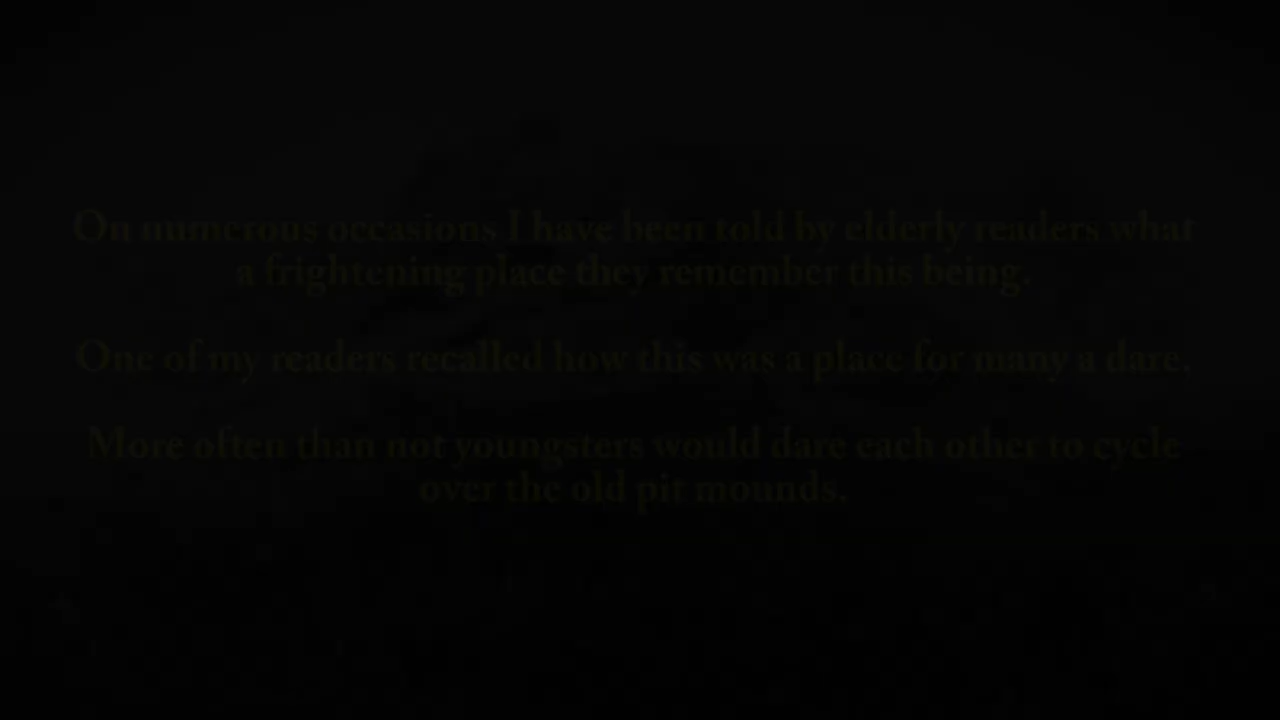 On numerous occasions I have been told by elderly readers what
a frightening place they remember this being.
One of my readers recalled how this was a place for many a dare.
More often than not youngsters would dare each other to cycle
over the old pit mounds.